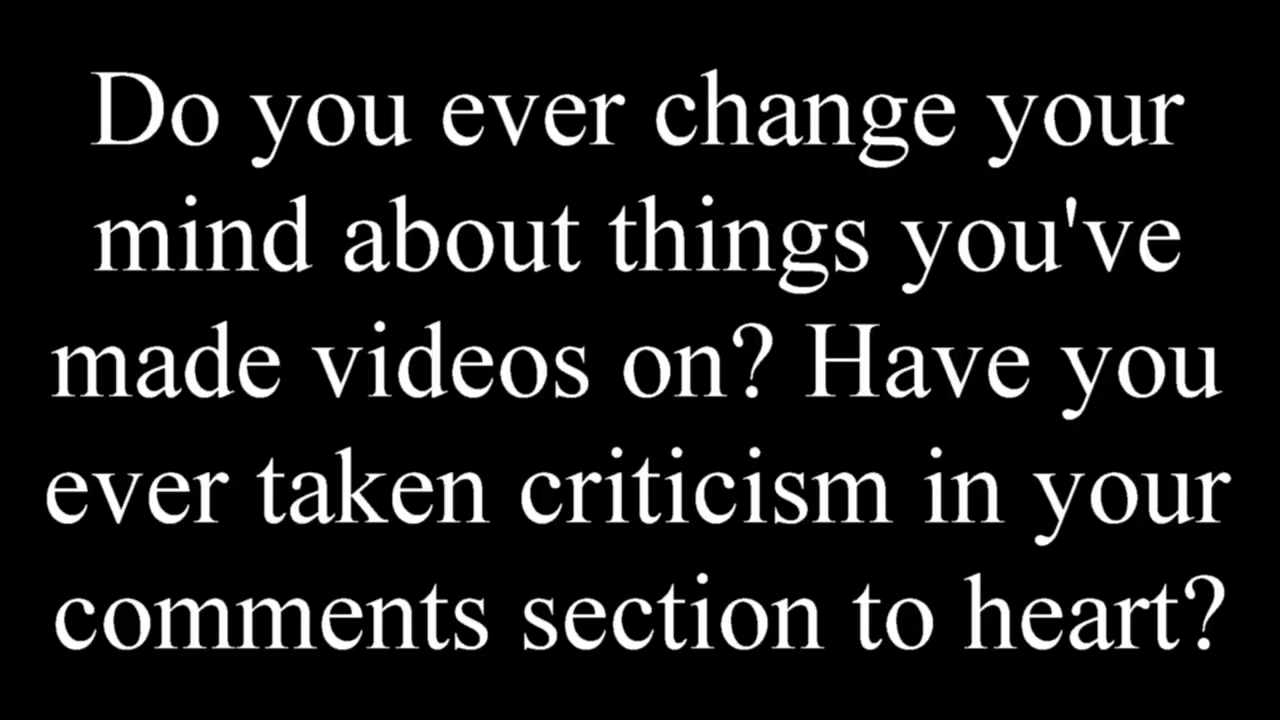 Do you ever change your
mind about things you've
made videos on? Have you
ever taken criticism in your
comments section to heart?